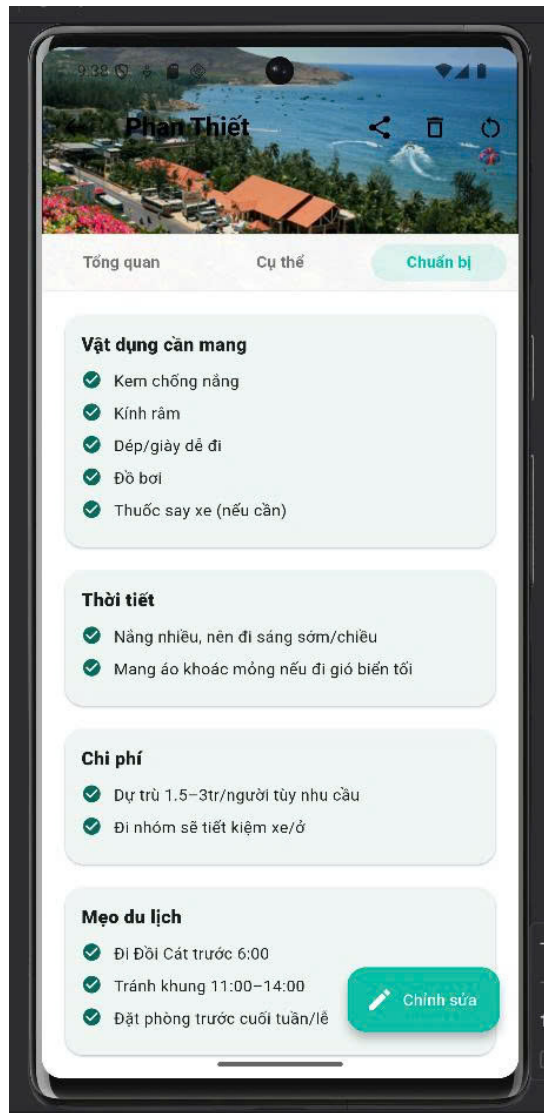 9:38
Phan Thiết
Tổng quan
Cụ thể
Chuẩn bị
Vật dụng cần mang
Kem chống nắng
Kính râm
Dép/giày dễ đi
Đồ bơi
Thuốc say xe (nếu cần)
Thời tiết
Nắng nhiều, nên đi sáng sớm/chiều
Mang áo khoác mỏng nếu đi gió biển tối
Chi phí
Dự trù 1.5–3tr/người tùy nhu cầu
Đi nhóm sẽ tiết kiệm xe/ở
Mẹo du lịch
Đi Đồi Cát trước 6:00
Tránh khung 11:00–14:00
Đặt phòng trước cuối tuần/lễ
Chỉnh sửa